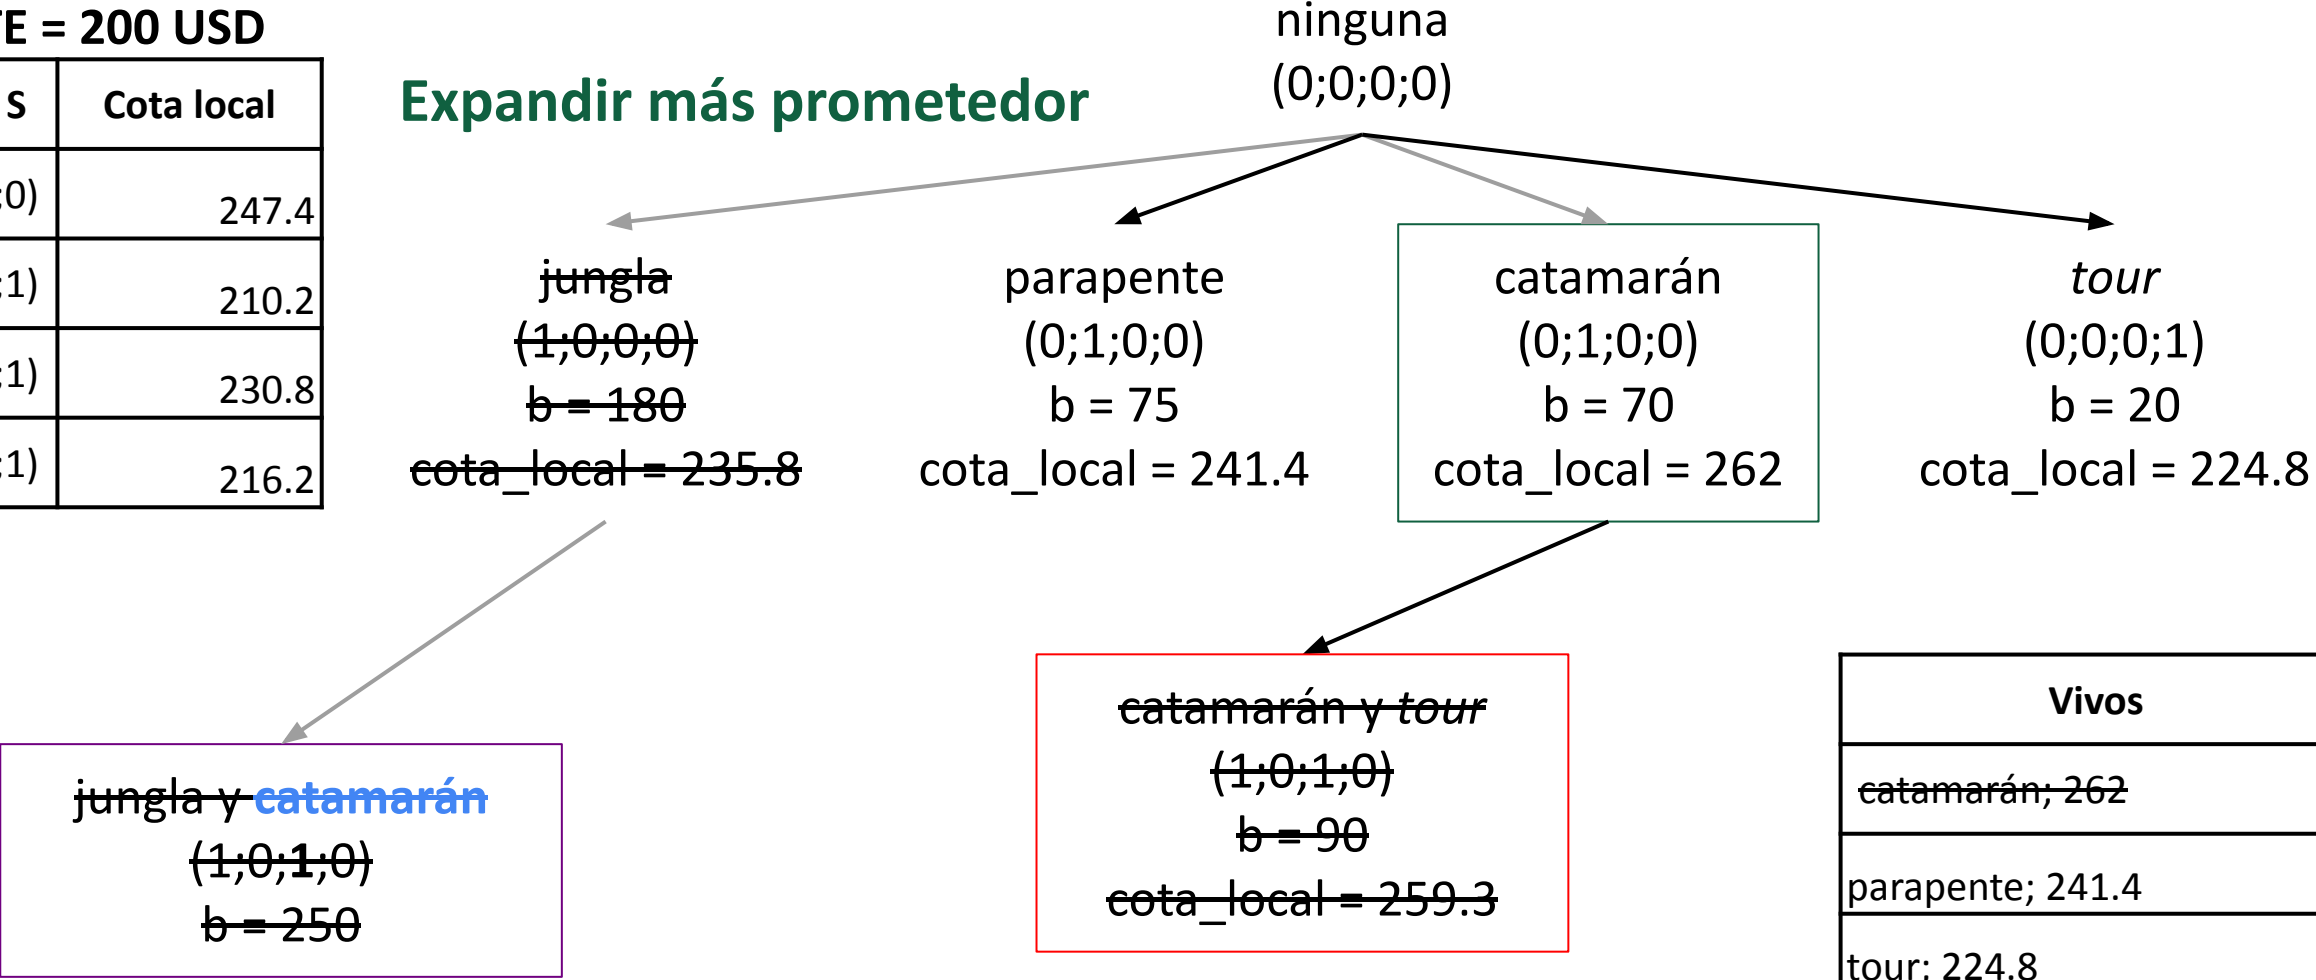 = 200 USD
S
Cota local
247.4
210.2
230.8
216.2
Expandir más prometedor
ninguna
(0;0;0;0)
jungla
(1;0;0;0)
b = 180
cota_local = 235.8
parapente
(0;1;0;0)
b = 75
cota_local = 241.4
catamarán
(0;1;0;0)
b = 70
cota_local = 262
tour
(0;0;0;1)
b = 20
cota_local = 224.8
jungla y catamarán
(1;0;1;0)
b = 250
catamarán y tour
(1;0;1;0)
b = 90
cota_local = 259.3
Vivos
catamarán; 262
parapente; 241.4
tour; 224.8